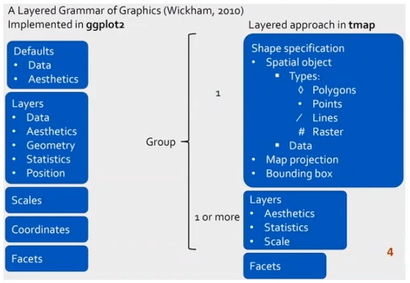 A Layered Grammar of Graphics (Wickham, 2010)
Implemented in ggplot2
Defaults
• Data
• Aesthetics
Layers
• Data
• Aesthetics
• Geometry
• Statistics
• Position
Scales
Coordinates
Facets
Group
1
1 or more
Layered approach in tmap
Shape specification
• Spatial object
▪ Types:
◊ Polygons
• Points
⁄ Lines
# Raster
▪ Data
• Map projection
• Bounding box
Layers
• Aesthetics
• Statistics
• Scale
Facets
4